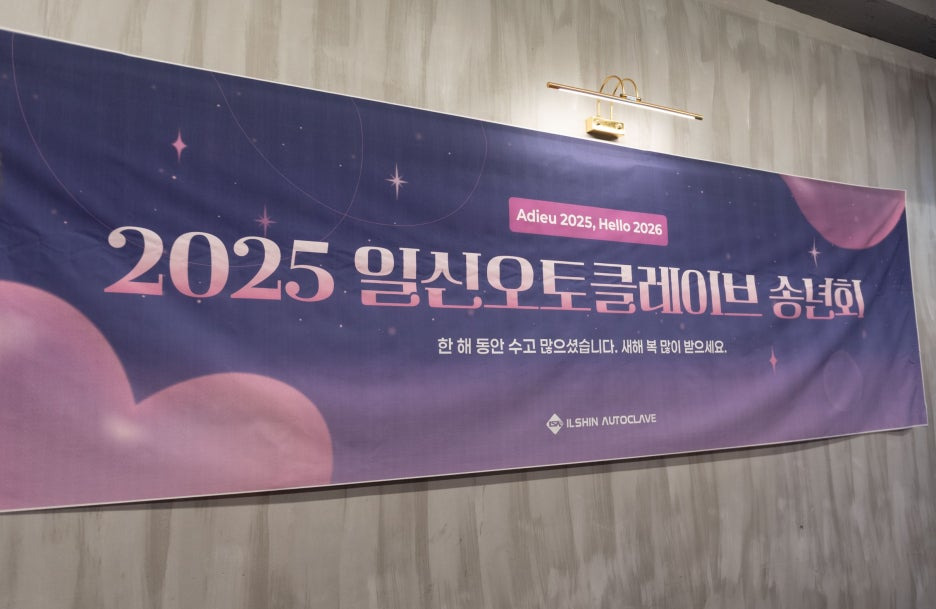 Adieu 2025, Hello 2026
2025 일신오토클레이브 송년회
한 해 동안 수고 많으셨습니다. 새해 복 많이 받으세요.
ISA ILSHIN AUTOCLAVE